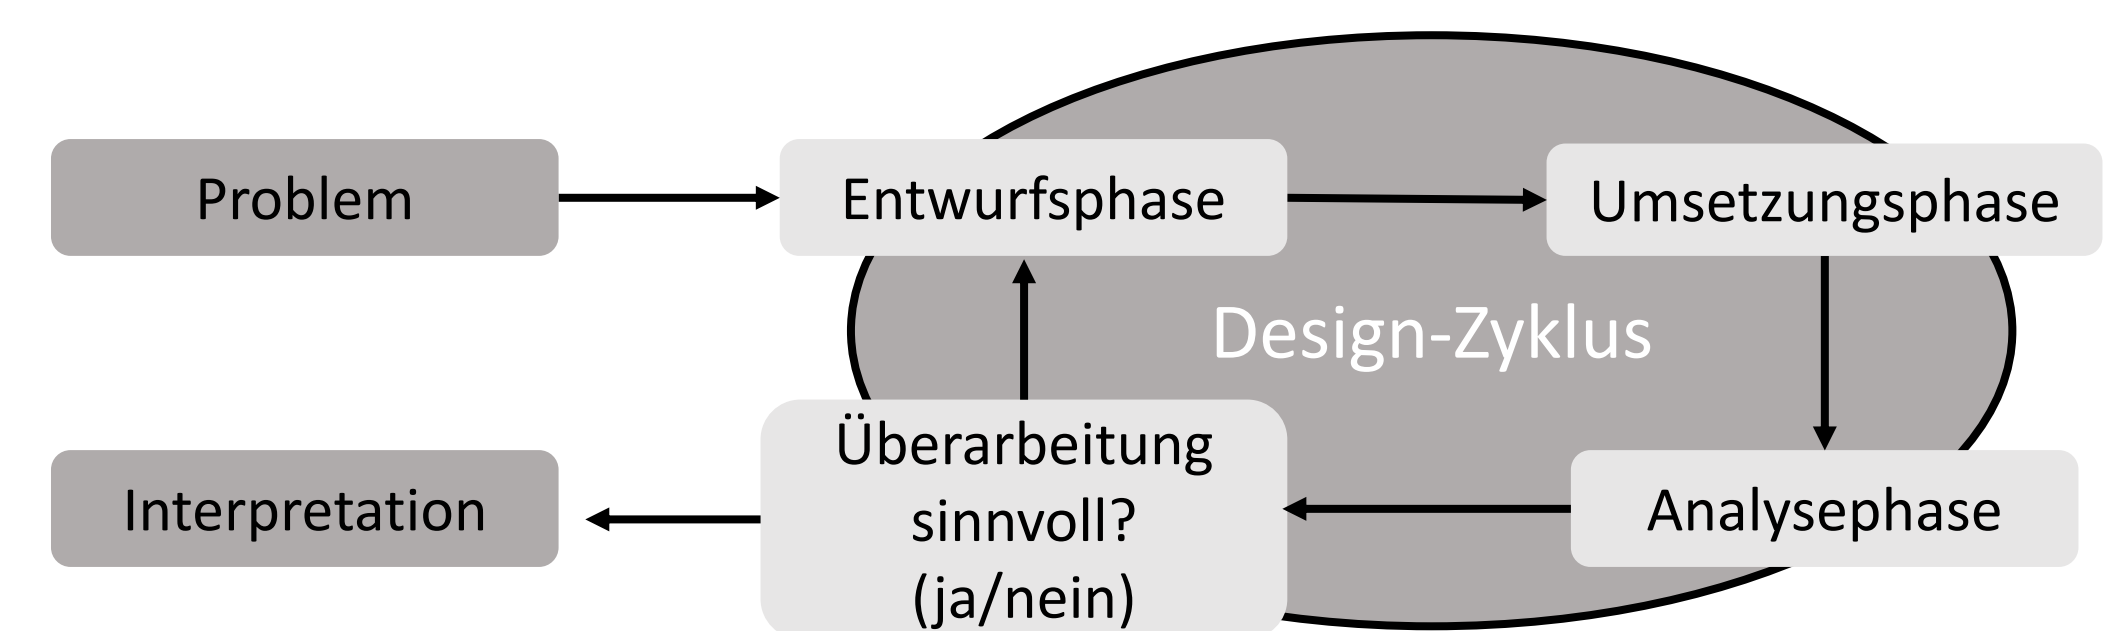 Problem
Entwurfsphase
Umsetzungsphase
Design-Zyklus
Interpretation
Überarbeitung
sinnvoll?
(ja/nein)
Analysephase